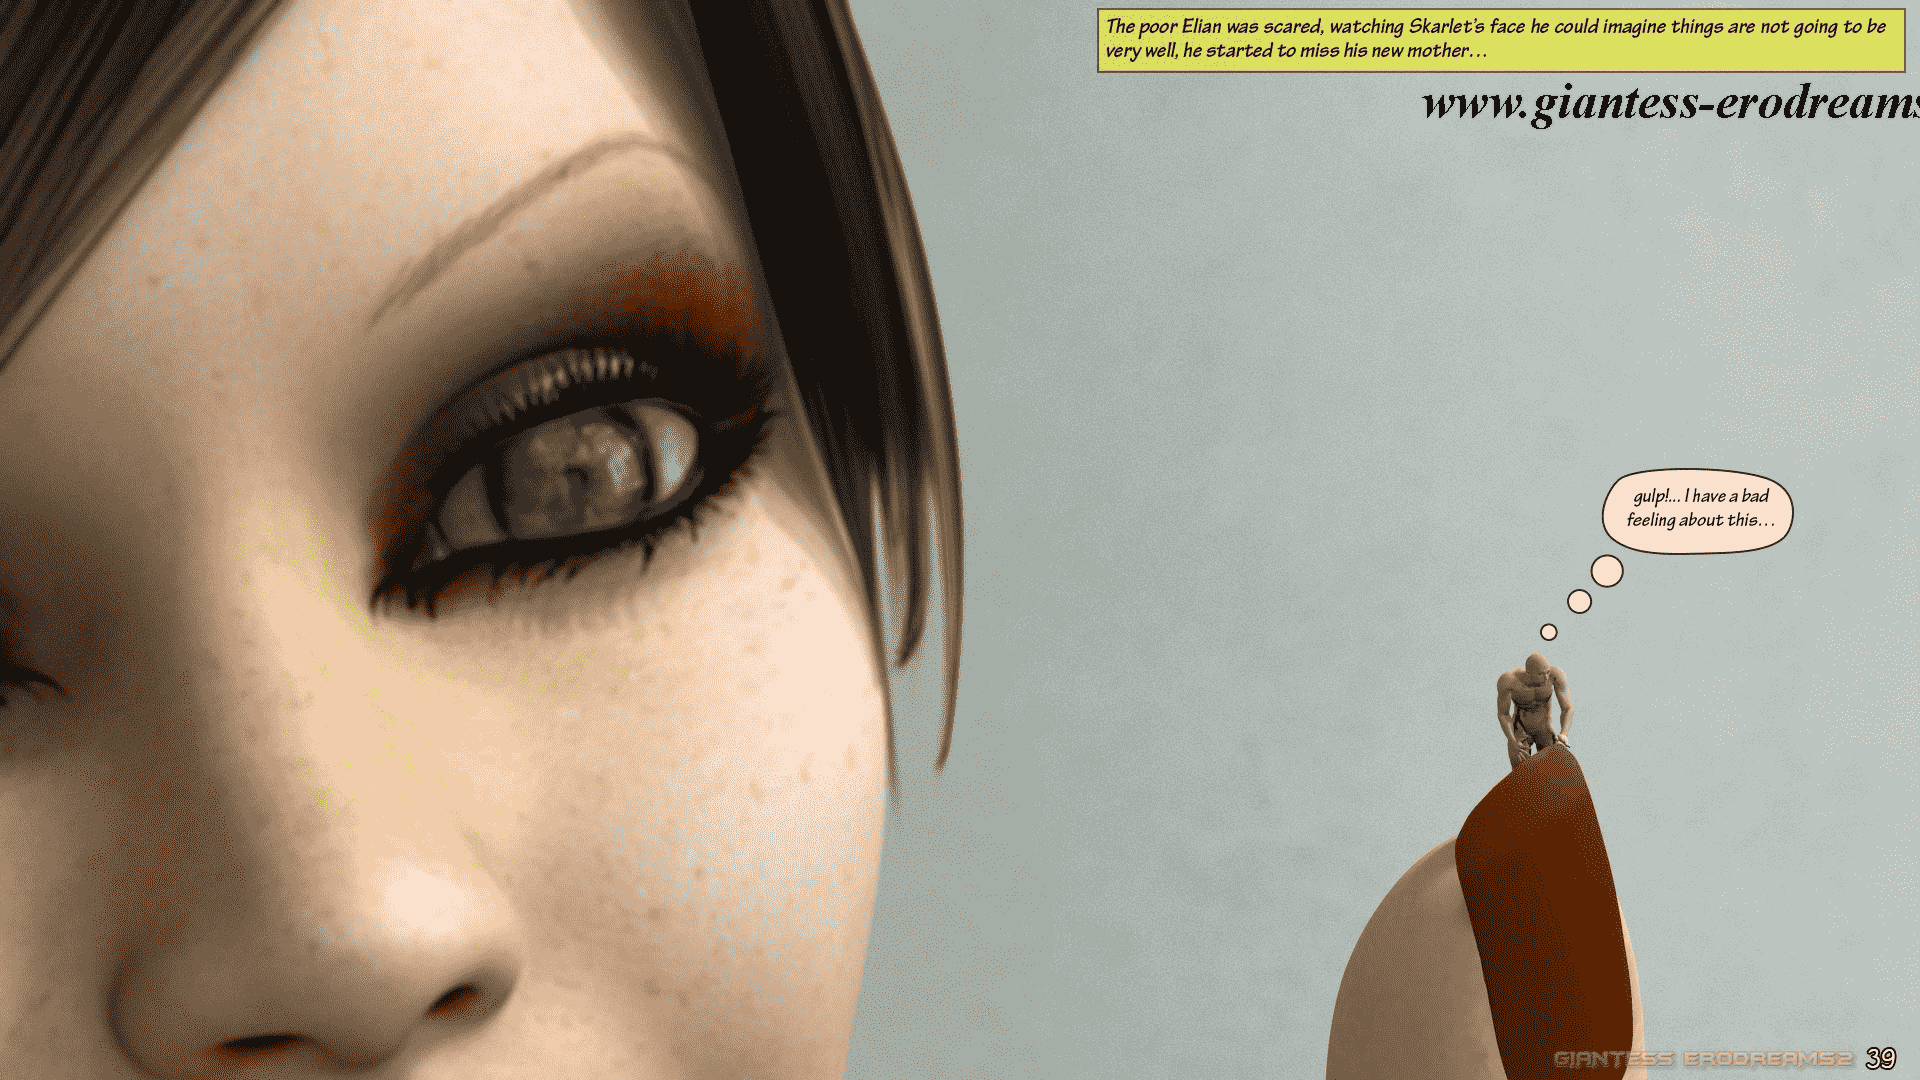 The poor Elian was scared, watching Skarlet's face he could imagine things are not going to be
very well, he started to miss his new mother...
www.giantess-erodreams
gulp!... I have a bad
feeling about this...
GIANTESS ERODREAMS2 39